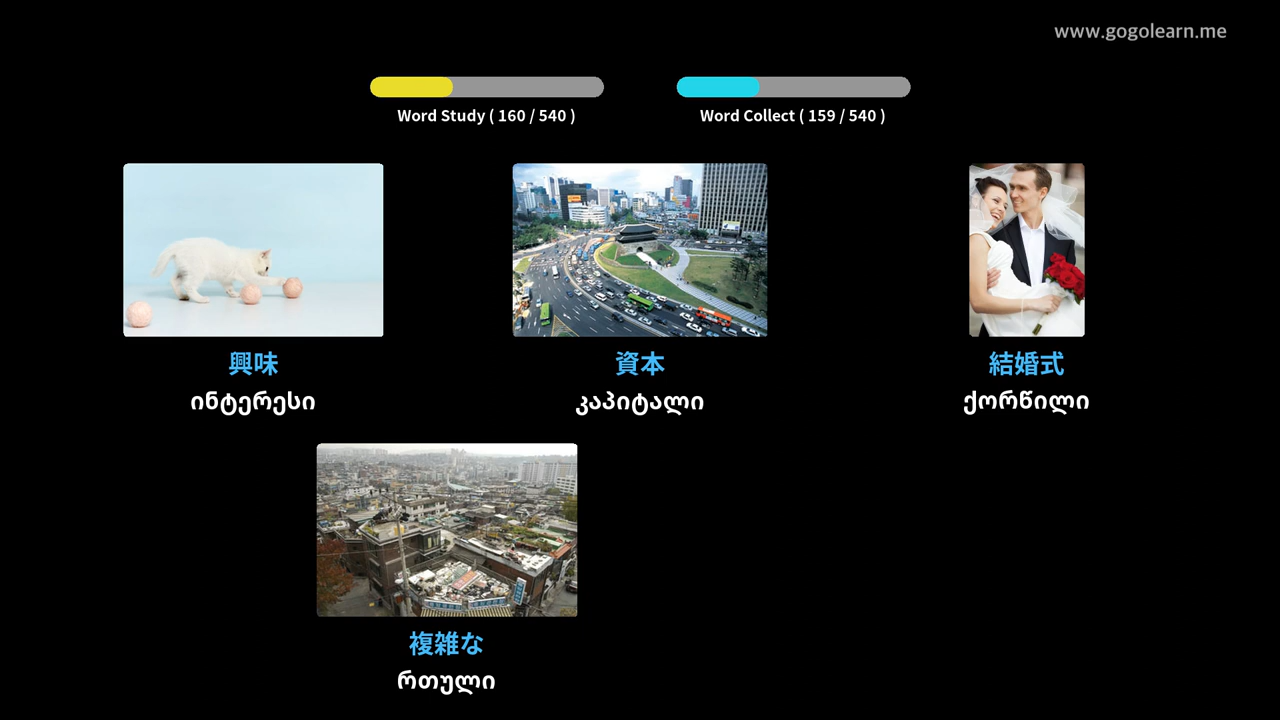 www.gogolearn.me
Word Study ( 160 / 540 )
Word Collect ( 159 / 540 )
興味
ინტერესი
資本
კაპიტალი
結婚式
ქორწილი
複雑な
რთული